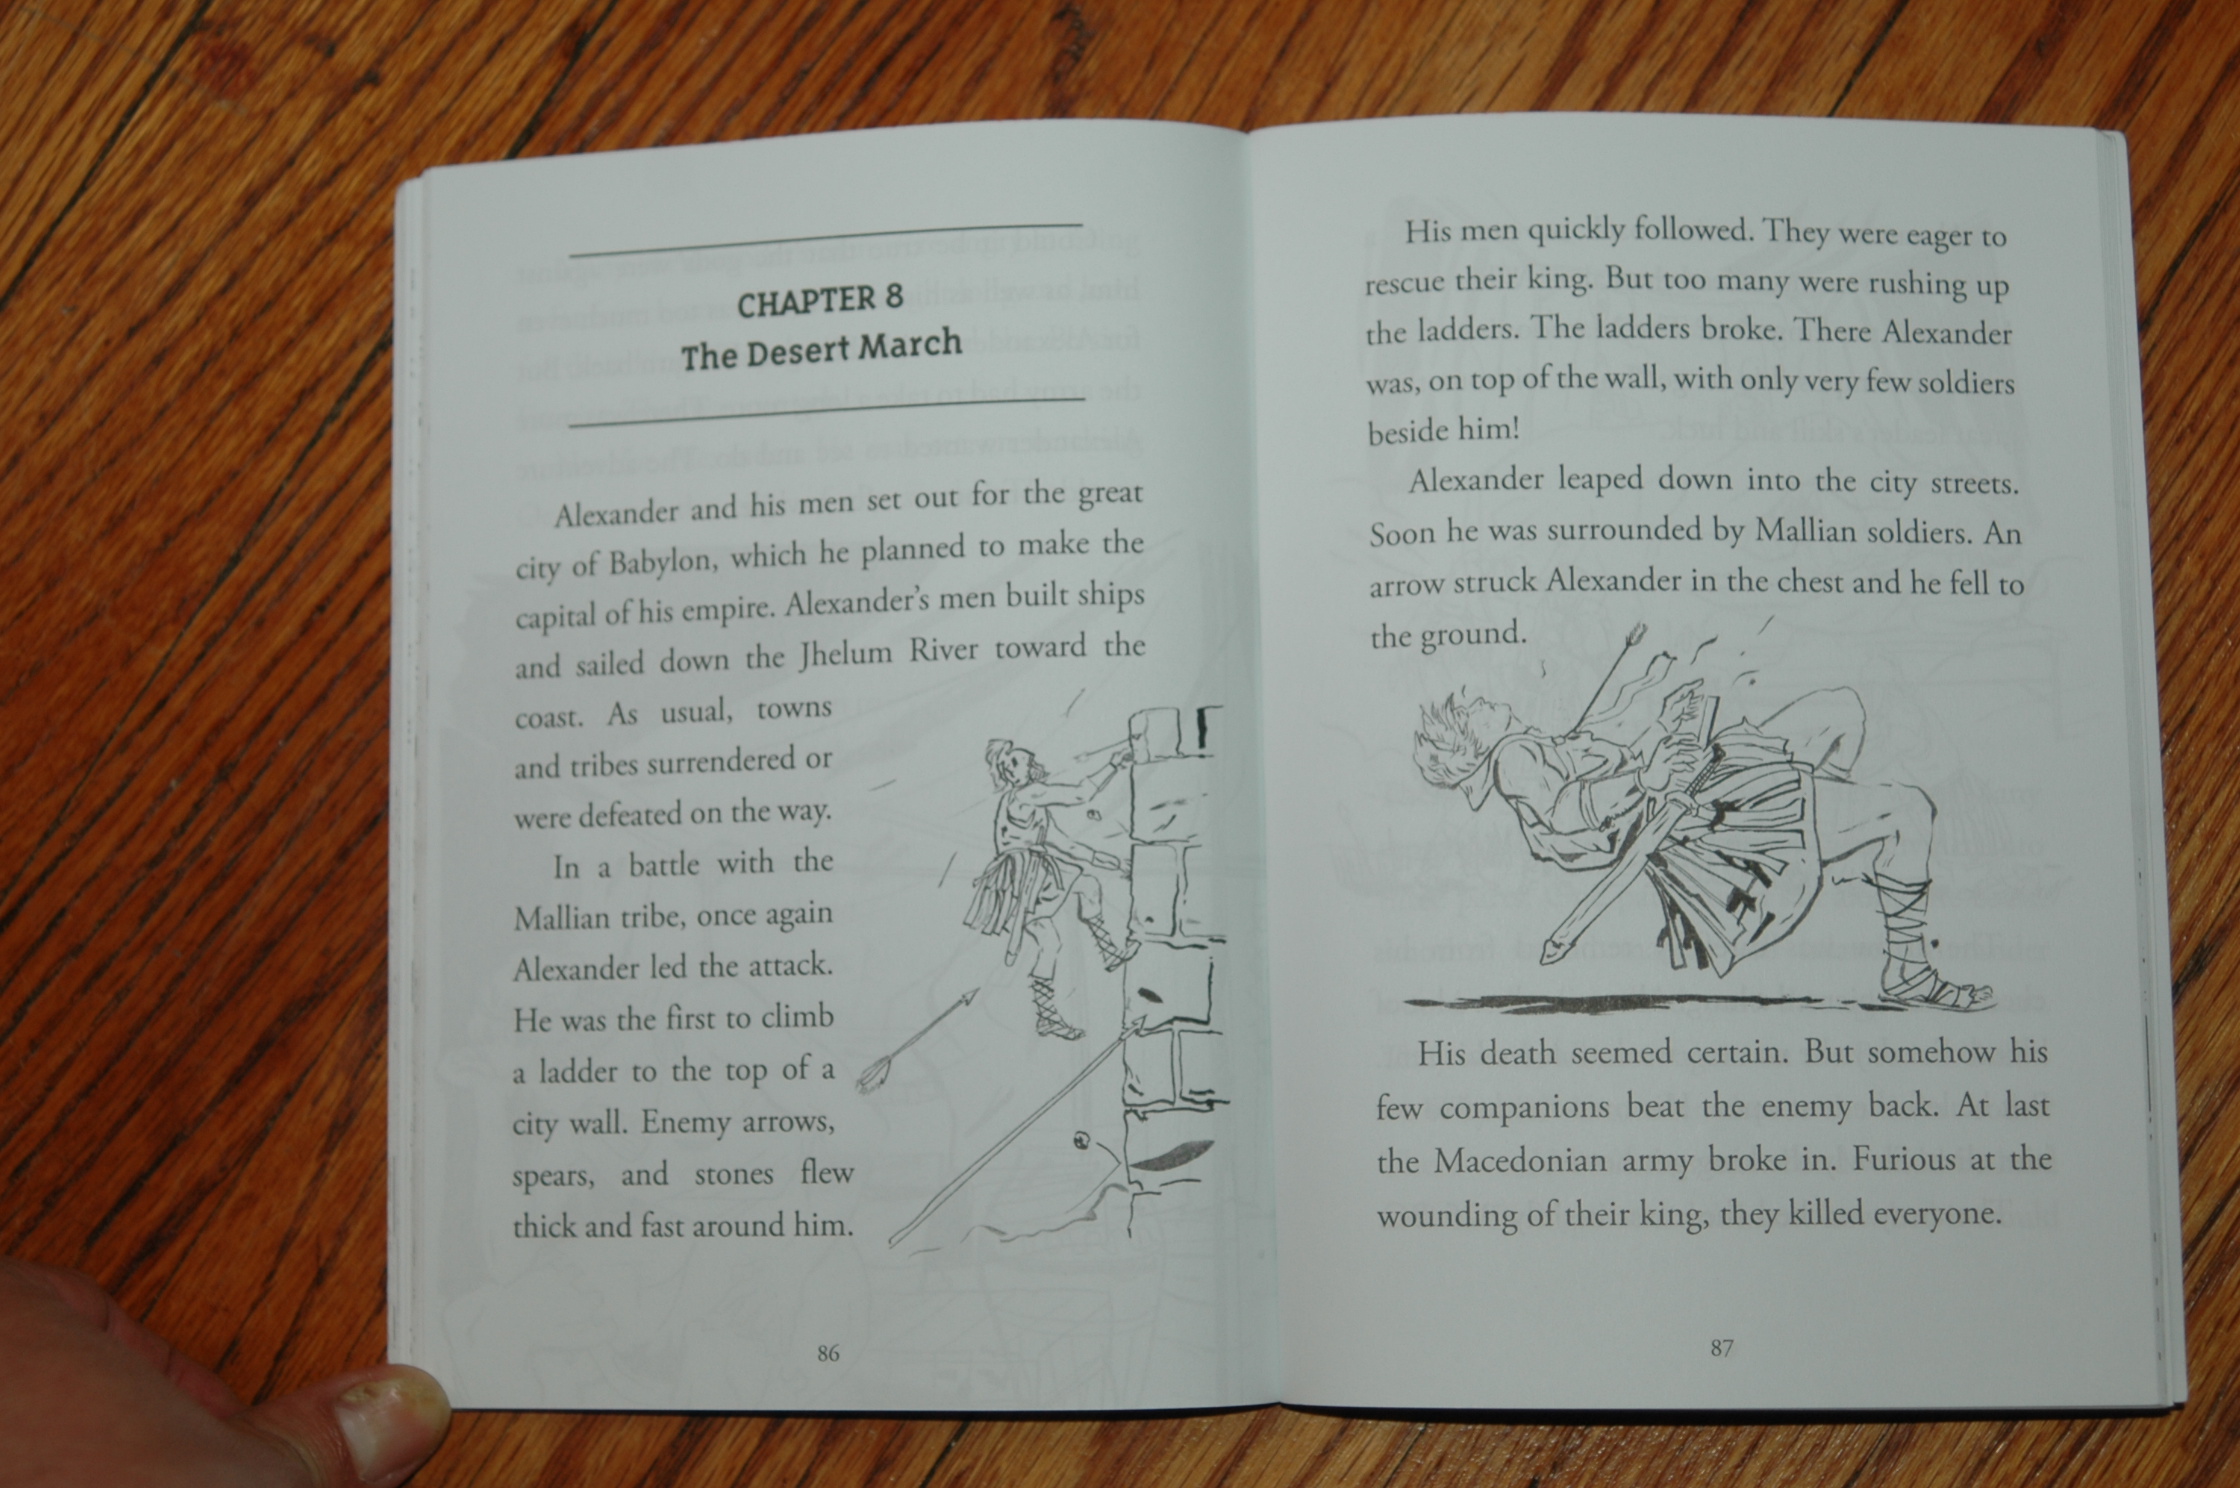 CHAPTER 8
The Desert March
Alexander and his men set out for the great
city of Babylon, which he planned to make the
capital of his empire. Alexander's men built ships
and sailed down the Jhelum River toward the
coast. As usual, towns
and tribes surrendered or
were defeated on the way.
In a battle with the
Mallian tribe, once again
Alexander led the attack.
He was the first to climb
a ladder to the top of a
city wall. Enemy arrows,
spears, and stones flew
thick and fast around him.
86
His men quickly followed. They were eager to
rescue their king. But too many were rushing up
the ladders. The ladders broke. There Alexander
was, on top of the wall, with only very few soldiers
beside him!
Alexander leaped down into the city streets.
Soon he was surrounded by Mallian soldiers. An
arrow struck Alexander in the chest and he fell to
the ground.
His death seemed certain. But somehow his
few companions beat the enemy back. At last
the Macedonian army broke in. Furious at the
wounding of their king, they killed everyone.
87